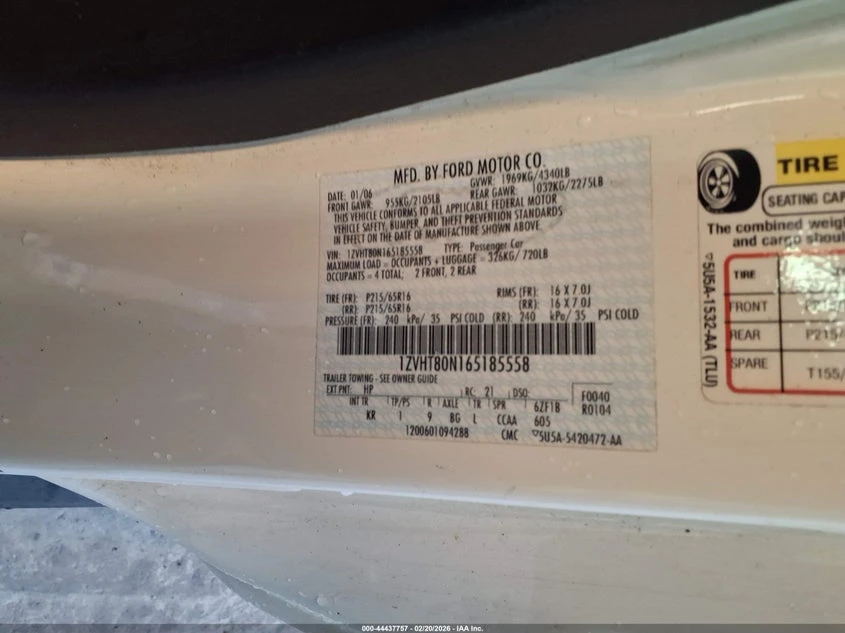 MFD. BY FORD MOTOR CO.
DATE: 01/06 GVWR: 1969KG/4340LB
FRONT GAWR: 955KG/2105LB REAR GAWR: 1032KG/2275LB
THIS VEHICLE CONFORMS TO ALL APPLICABLE FEDERAL MOTOR
VEHICLE SAFETY, BUMPER, AND THEFT PREVENTION STANDARDS
IN EFFECT ON THE DATE OF MANUFACTURE SHOWN ABOVE
VIN: 1ZVHT80N165185558 TYPE: Passenger Car
MAXIMUM LOAD = OCCUPANTS + LUGGAGE = 326KG/ 720LB
OCCUPANTS = 4 TOTAL; 2 FRONT, 2 REAR
TIRE (FR): P215/65R16 RIMS (FR): 16 X 7.0J
(RR): P215/65R16 (RR): 16 X 7.0J
PRESSURE (FR): 240 kPa/ 35 PSI COLD (RR): 240 kPa/ 35 PSI COLD
1ZVHT80N165185558
TRAILER TOWING - SEE OWNER GUIDE
EXT PNT: HP RC: 21 DSO: F0040
INT TR TP/PS R AXLE TR SPR 6ZF1B R0104
KR 1 9 BG L CCAA 605
1200601094288 CMC 5U5A-5420472-AA
TIRE
SEATING CAP
The combined weigh
and cargo shoul
5U5A-1532-AA (TLU)
TIRE
FRONT
REAR P215/
SPARE T155/
000-44437757 - 02/20/2026 - IAA Inc.